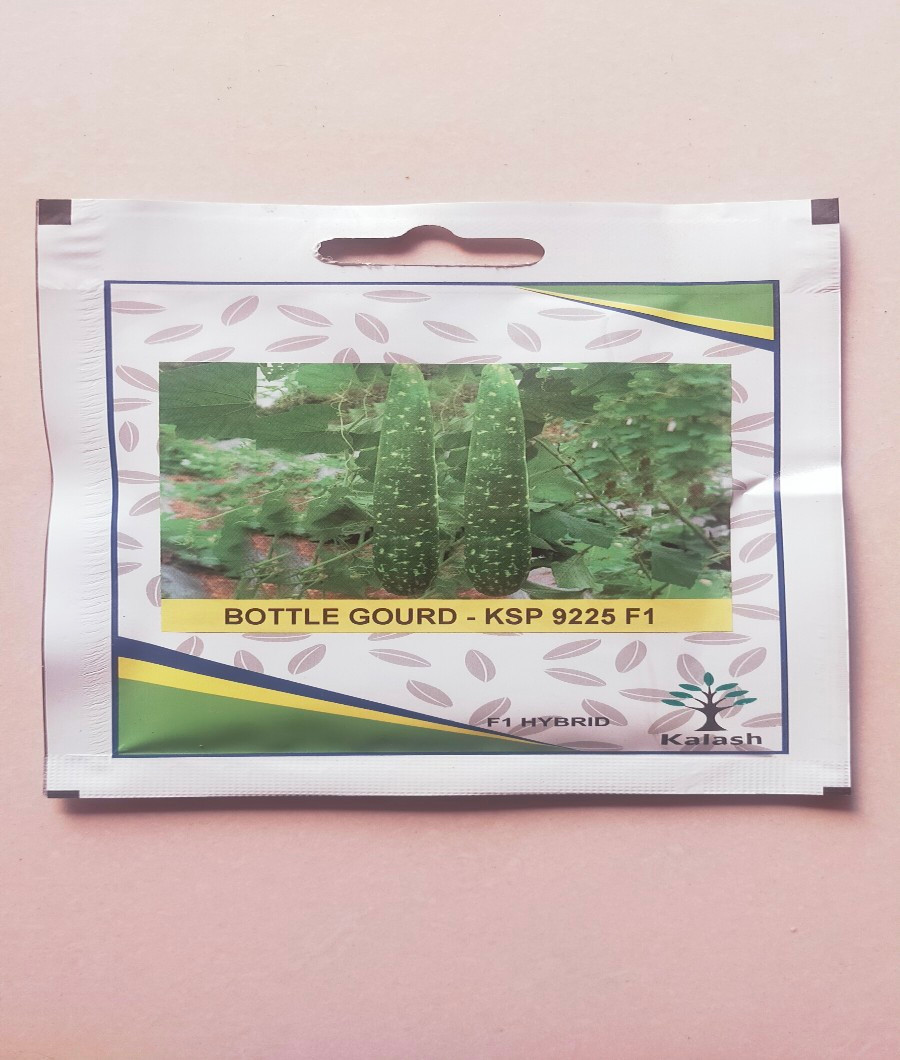 BOTTLE GOURD - KSP 9225 F1
F1 HYBRID
Kalash